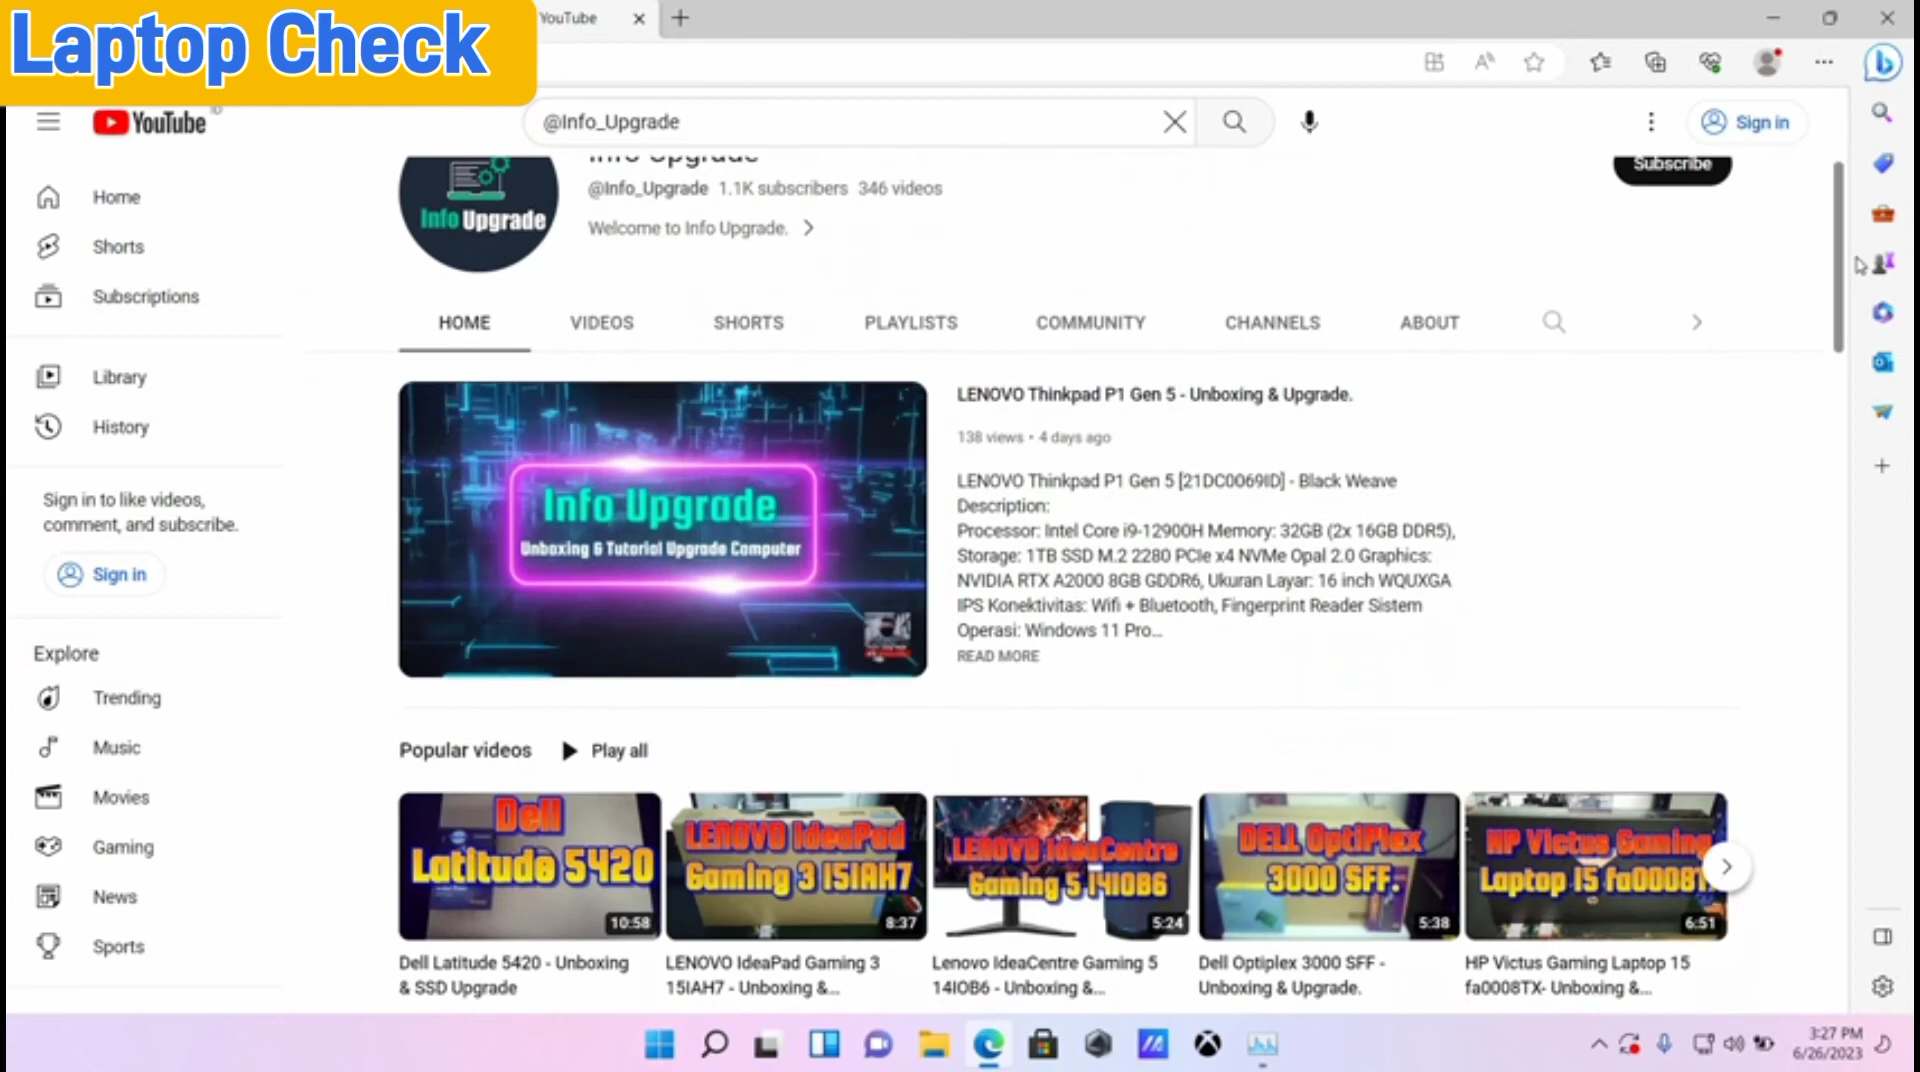 Laptop Check
YouTube
YouTube
@Info_Upgrade
Sign in
Info Upgrade
Subscribe
@Info_Upgrade 1.1K subscribers 346 videos
Welcome to Info Upgrade.
Info Upgrade
Home
Shorts
Subscriptions
Library
History
Sign in to like videos,
comment, and subscribe.
Sign in
Explore
Trending
Music
Movies
Gaming
News
Sports
HOME VIDEOS SHORTS PLAYLISTS COMMUNITY CHANNELS ABOUT
Info Upgrade
Unboxing & Tutorial Upgrade Computer
LENOVO Thinkpad P1 Gen 5 - Unboxing & Upgrade.
138 views • 4 days ago
LENOVO Thinkpad P1 Gen 5 [21DC0069ID] - Black Weave
Description:
Processor: Intel Core i9-12900H Memory: 32GB (2x 16GB DDR5),
Storage: 1TB SSD M.2 2280 PCIe x4 NVMe Opal 2.0 Graphics:
NVIDIA RTX A2000 8GB GDDR6, Ukuran Layar: 16 inch WQUXGA
IPS Konektivitas: Wifi + Bluetooth, Fingerprint Reader Sistem
Operasi: Windows 11 Pro...
READ MORE
Popular videos Play all
Dell
Latitude 5420
10:58
LENOVO IdeaPad
Gaming 3 15IAH7
8:37
LENOVO IdeaCentre
Gaming 5 14IOB6
5:24
DELL OptiPlex
3000 SFF.
5:38
HP Victus Gaming
Laptop 15 fa0008T
6:51
Dell Latitude 5420 - Unboxing
& SSD Upgrade
LENOVO IdeaPad Gaming 3
15IAH7 - Unboxing &...
Lenovo IdeaCentre Gaming 5
14IOB6 - Unboxing &...
Dell Optiplex 3000 SFF -
Unboxing & Upgrade.
HP Victus Gaming Laptop 15
fa0008TX- Unboxing &...
3:27 PM
6/26/2023